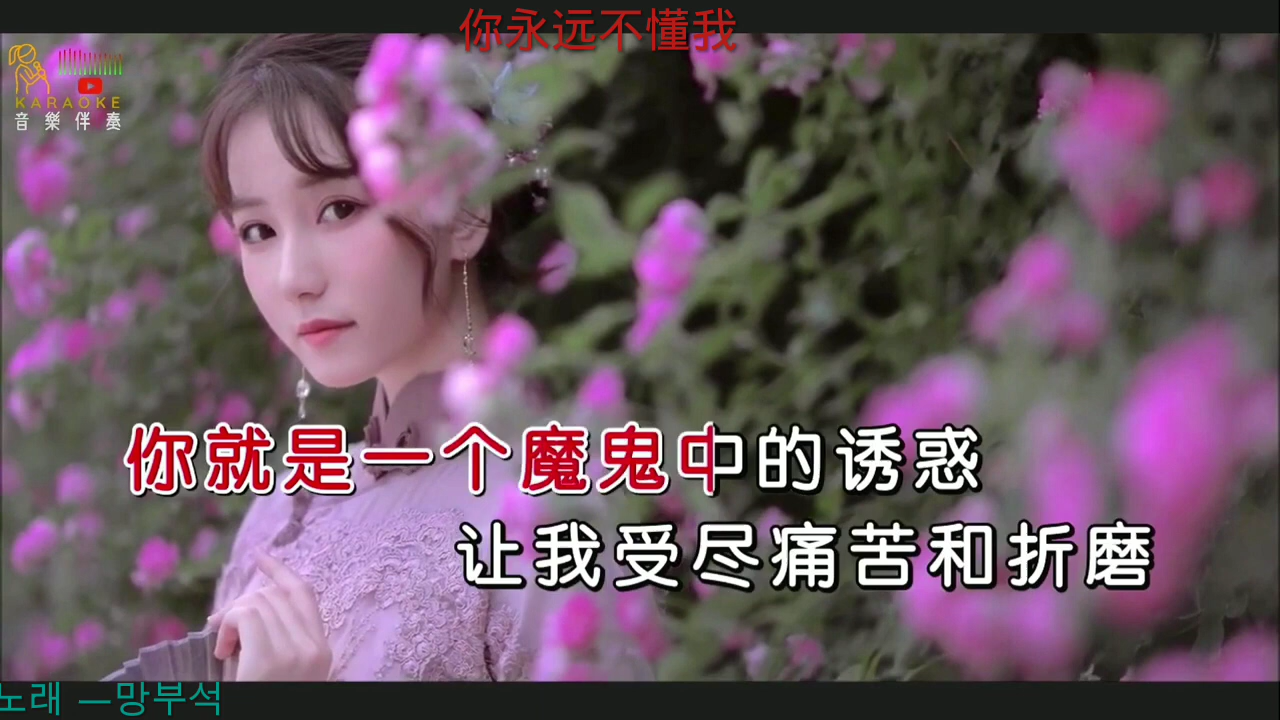 你永远不懂我
KARAOKE
音樂伴奏
你就是一个魔鬼中的诱惑
让我受尽痛苦和折磨
노래 —망부석